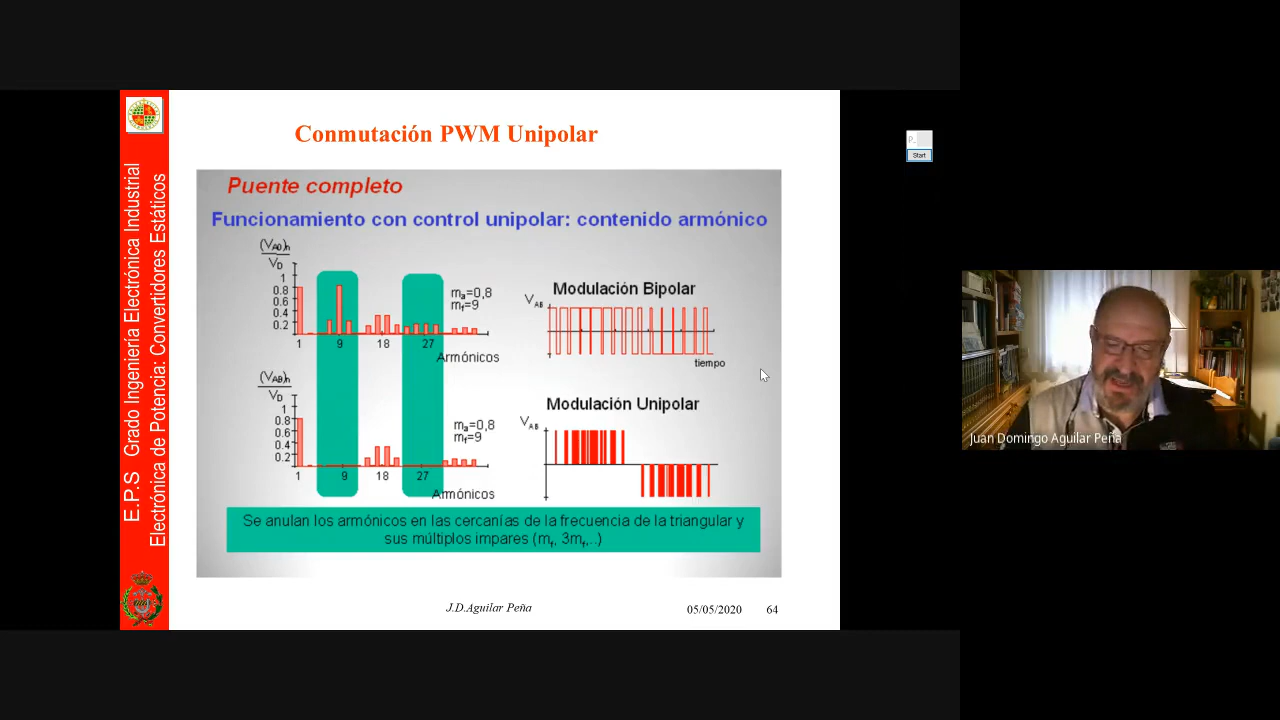 Conmutación PWM Unipolar
E.P.S Grado Ingeniería Electrónica Industrial
Electrónica de Potencia: Convertidores Estáticos
Puente completo
Funcionamiento con control unipolar: contenido armónico
(VA0)n
VD
1
0.8
0.6
0.4
0.2
1 9 18 27
Armónicos
ma=0,8
mf=9
Modulación Bipolar
VAB
tiempo
(VAB)n
VD
1
0.8
0.6
0.4
0.2
1 9 18 27
Armónicos
ma=0,8
mf=9
Modulación Unipolar
VAB
Se anulan los armónicos en las cercanías de la frecuencia de la triangular y
sus múltiplos impares (mf, 3mf,..)
J.D.Aguilar Peña
05/05/2020 64
Start
Juan Domingo Aguilar Peña